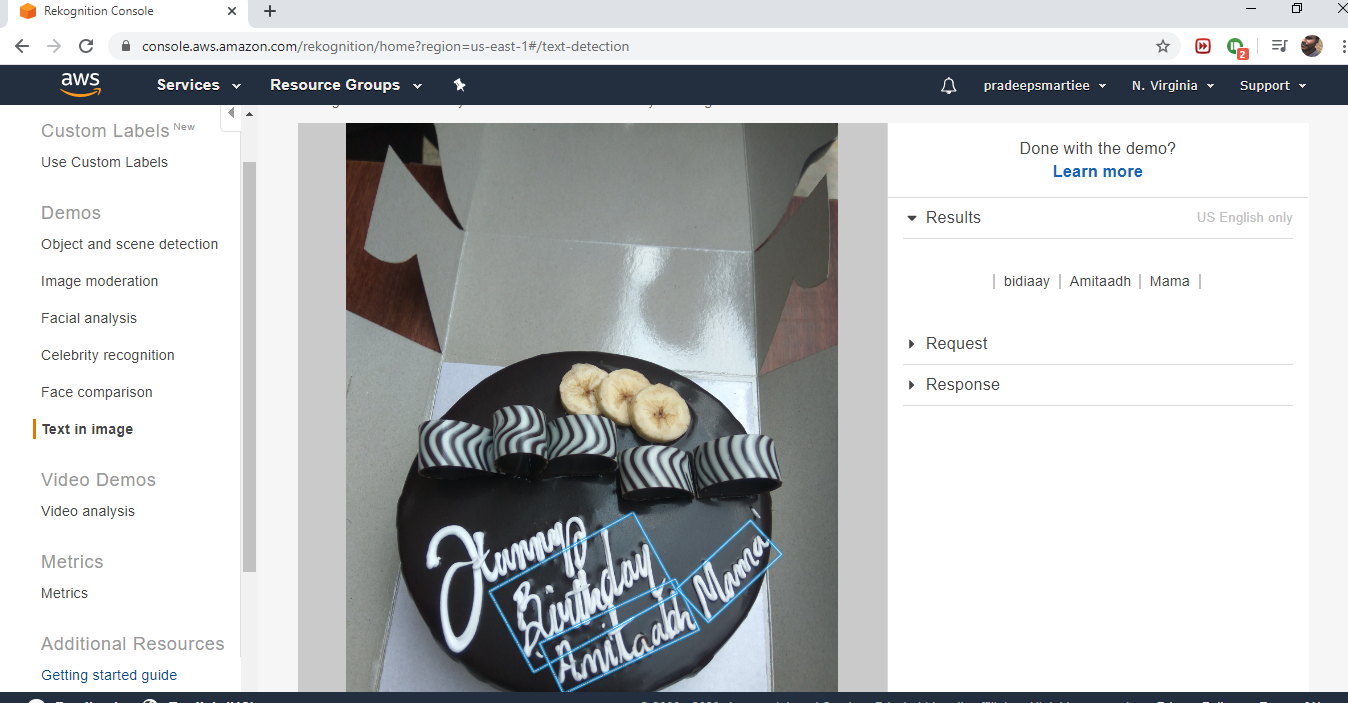 Rekognition Console
console.aws.amazon.com/rekognition/home?region=us-east-1#/text-detection
2
aws Services Resource Groups pradeepsmartiee N. Virginia Support
Custom Labels New
Use Custom Labels
Demos
Object and scene detection
Image moderation
Facial analysis
Celebrity recognition
Face comparison
Text in image
Video Demos
Video analysis
Metrics
Metrics
Additional Resources
Getting started guide
Birthday
Amitaabh Mama
Done with the demo?
Learn more
Results US English only
| bidiaay | Amitaadh | Mama |
Request
Response